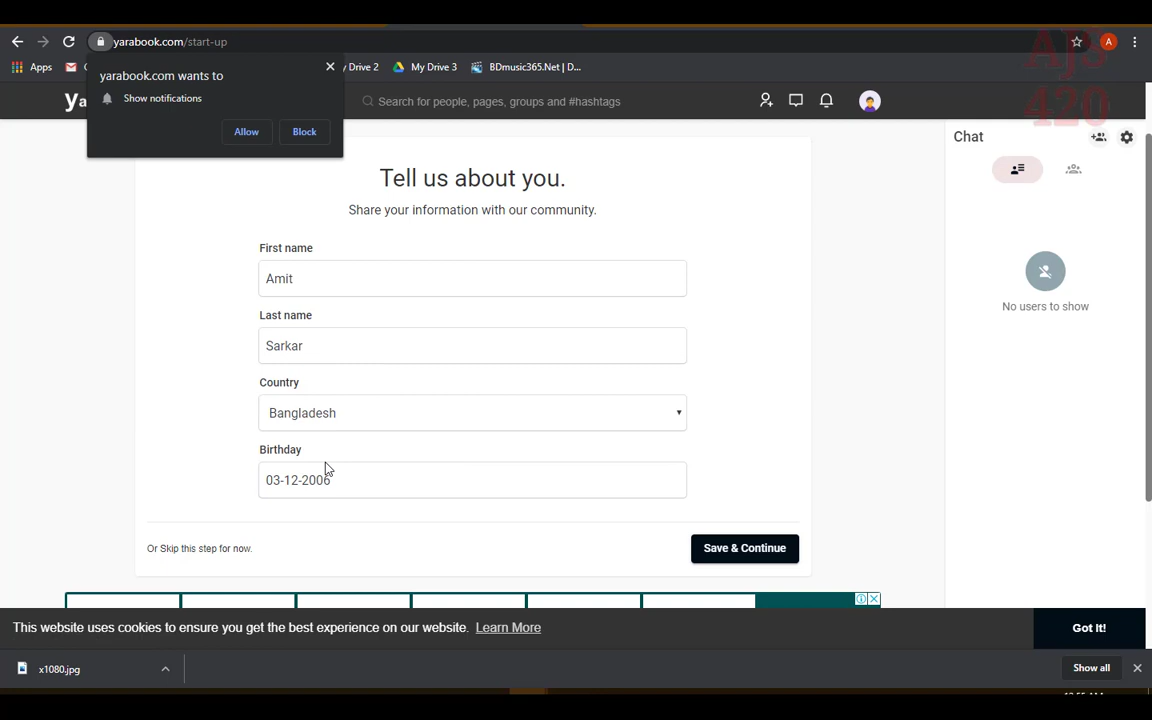 yarabook.com/start-up
AJS
420
Apps
My Drive 3
BDmusic365.Net | D...
y Drive 2
yarabook.com wants to
Show notifications
Allow
Block
ya
Search for people, pages, groups and #hashtags
Chat
No users to show
Tell us about you.
Share your information with our community.
First name
Amit
Last name
Sarkar
Country
Bangladesh
Birthday
03-12-2006
Or Skip this step for now.
Save & Continue
This website uses cookies to ensure you get the best experience on our website. Learn More
Got It!
x1080.jpg
Show all